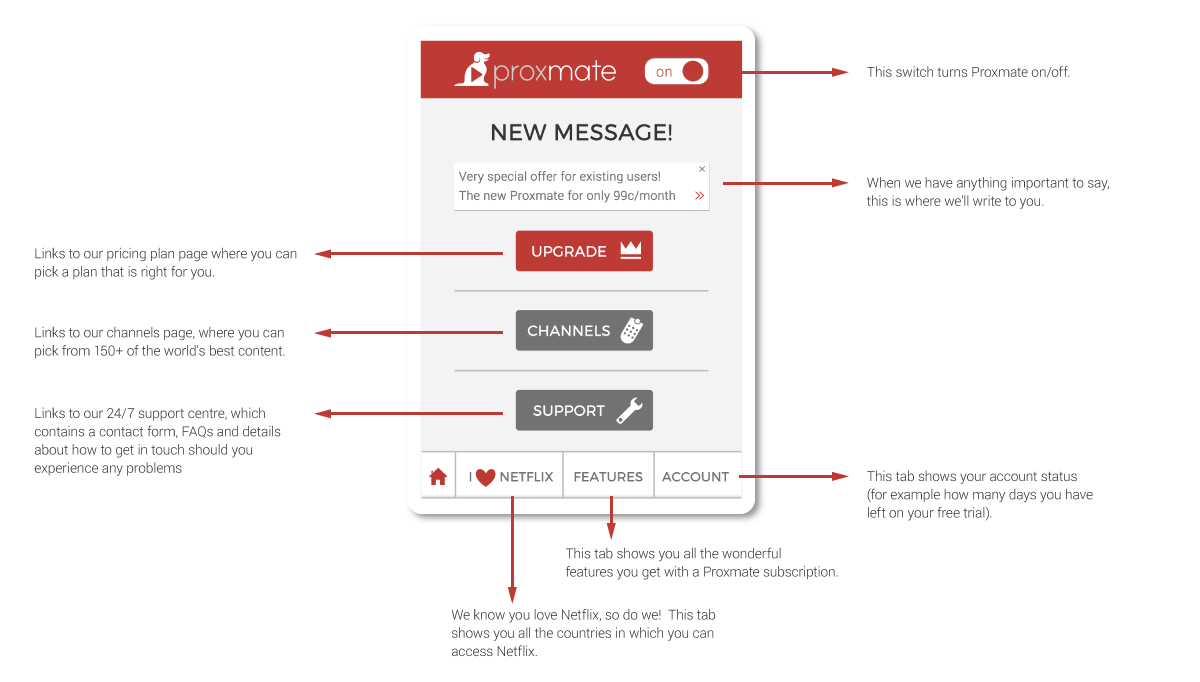 proxmate
on
This switch turns Proxmate on/off.
NEW MESSAGE!
Very special offer for existing users!
The new Proxmate for only 99c/month
×
»
When we have anything important to say,
this is where we'll write to you.
UPGRADE
Links to our pricing plan page where you can
pick a plan that is right for you.
CHANNELS
Links to our channels page, where you can
pick from 150+ of the world's best content.
SUPPORT
Links to our 24/7 support centre, which
contains a contact form, FAQs and details
about how to get in touch should you
experience any problems
I ♥ NETFLIX
FEATURES
ACCOUNT
This tab shows your account status
(for example how many days you have
left on your free trial).
This tab shows you all the wonderful
features you get with a Proxmate subscription.
We know you love Netflix, so do we!  This tab
shows you all the countries in which you can
access Netflix.